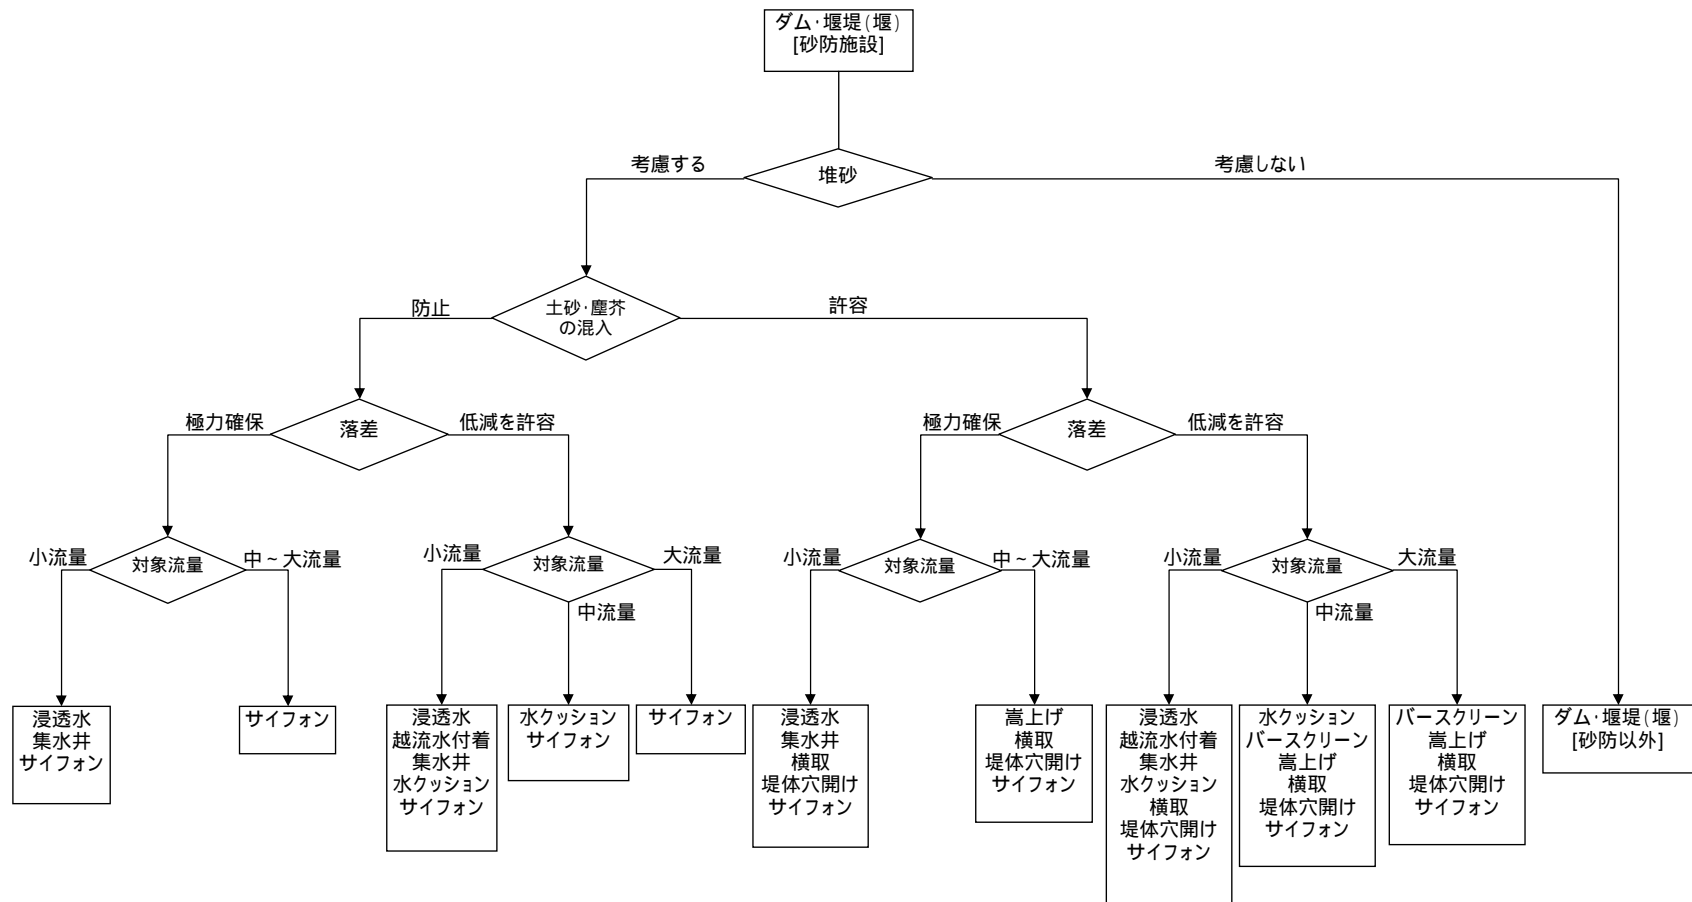 ダム･堰堤(堰)
[砂防施設]
考慮する
堆砂
考慮しない
防止
土砂･塵芥
の混入
許容
極力確保
落差
低減を許容
極力確保
落差
低減を許容
小流量
対象流量
中～大流量
小流量
対象流量
大流量
中流量
小流量
対象流量
中～大流量
小流量
対象流量
大流量
中流量
浸透水
集水井
サイフォン
サイフォン
浸透水
越流水付着
集水井
水クッション
サイフォン
水クッション
サイフォン
サイフォン
浸透水
集水井
横取
堤体穴開け
サイフォン
嵩上げ
横取
堤体穴開け
サイフォン
浸透水
越流水付着
集水井
水クッション
横取
堤体穴開け
サイフォン
水クッション
バースクリーン
嵩上げ
横取
堤体穴開け
サイフォン
バースクリーン
嵩上げ
横取
堤体穴開け
サイフォン
ダム･堰堤(堰)
[砂防以外]